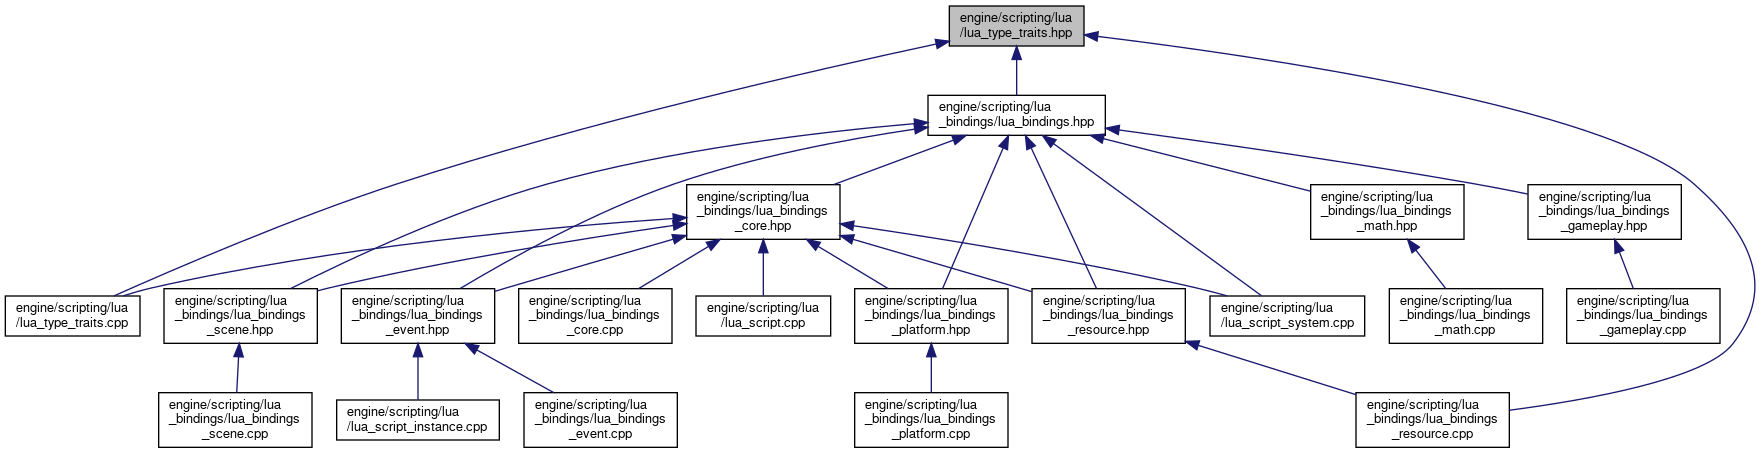 engine/scripting/lua
/lua_type_traits.hpp
engine/scripting/lua
_bindings/lua_bindings.hpp
engine/scripting/lua
_bindings/lua_bindings
_core.hpp
engine/scripting/lua
_bindings/lua_bindings
_math.hpp
engine/scripting/lua
_bindings/lua_bindings
_gameplay.hpp
engine/scripting/lua
/lua_type_traits.cpp
engine/scripting/lua
_bindings/lua_bindings
_scene.hpp
engine/scripting/lua
_bindings/lua_bindings
_event.hpp
engine/scripting/lua
_bindings/lua_bindings
_core.cpp
engine/scripting/lua
/lua_script.cpp
engine/scripting/lua
_bindings/lua_bindings
_platform.hpp
engine/scripting/lua
_bindings/lua_bindings
_resource.hpp
engine/scripting/lua
/lua_script_system.cpp
engine/scripting/lua
_bindings/lua_bindings
_math.cpp
engine/scripting/lua
_bindings/lua_bindings
_gameplay.cpp
engine/scripting/lua
_bindings/lua_bindings
_scene.cpp
engine/scripting/lua
/lua_script_instance.cpp
engine/scripting/lua
_bindings/lua_bindings
_event.cpp
engine/scripting/lua
_bindings/lua_bindings
_platform.cpp
engine/scripting/lua
_bindings/lua_bindings
_resource.cpp